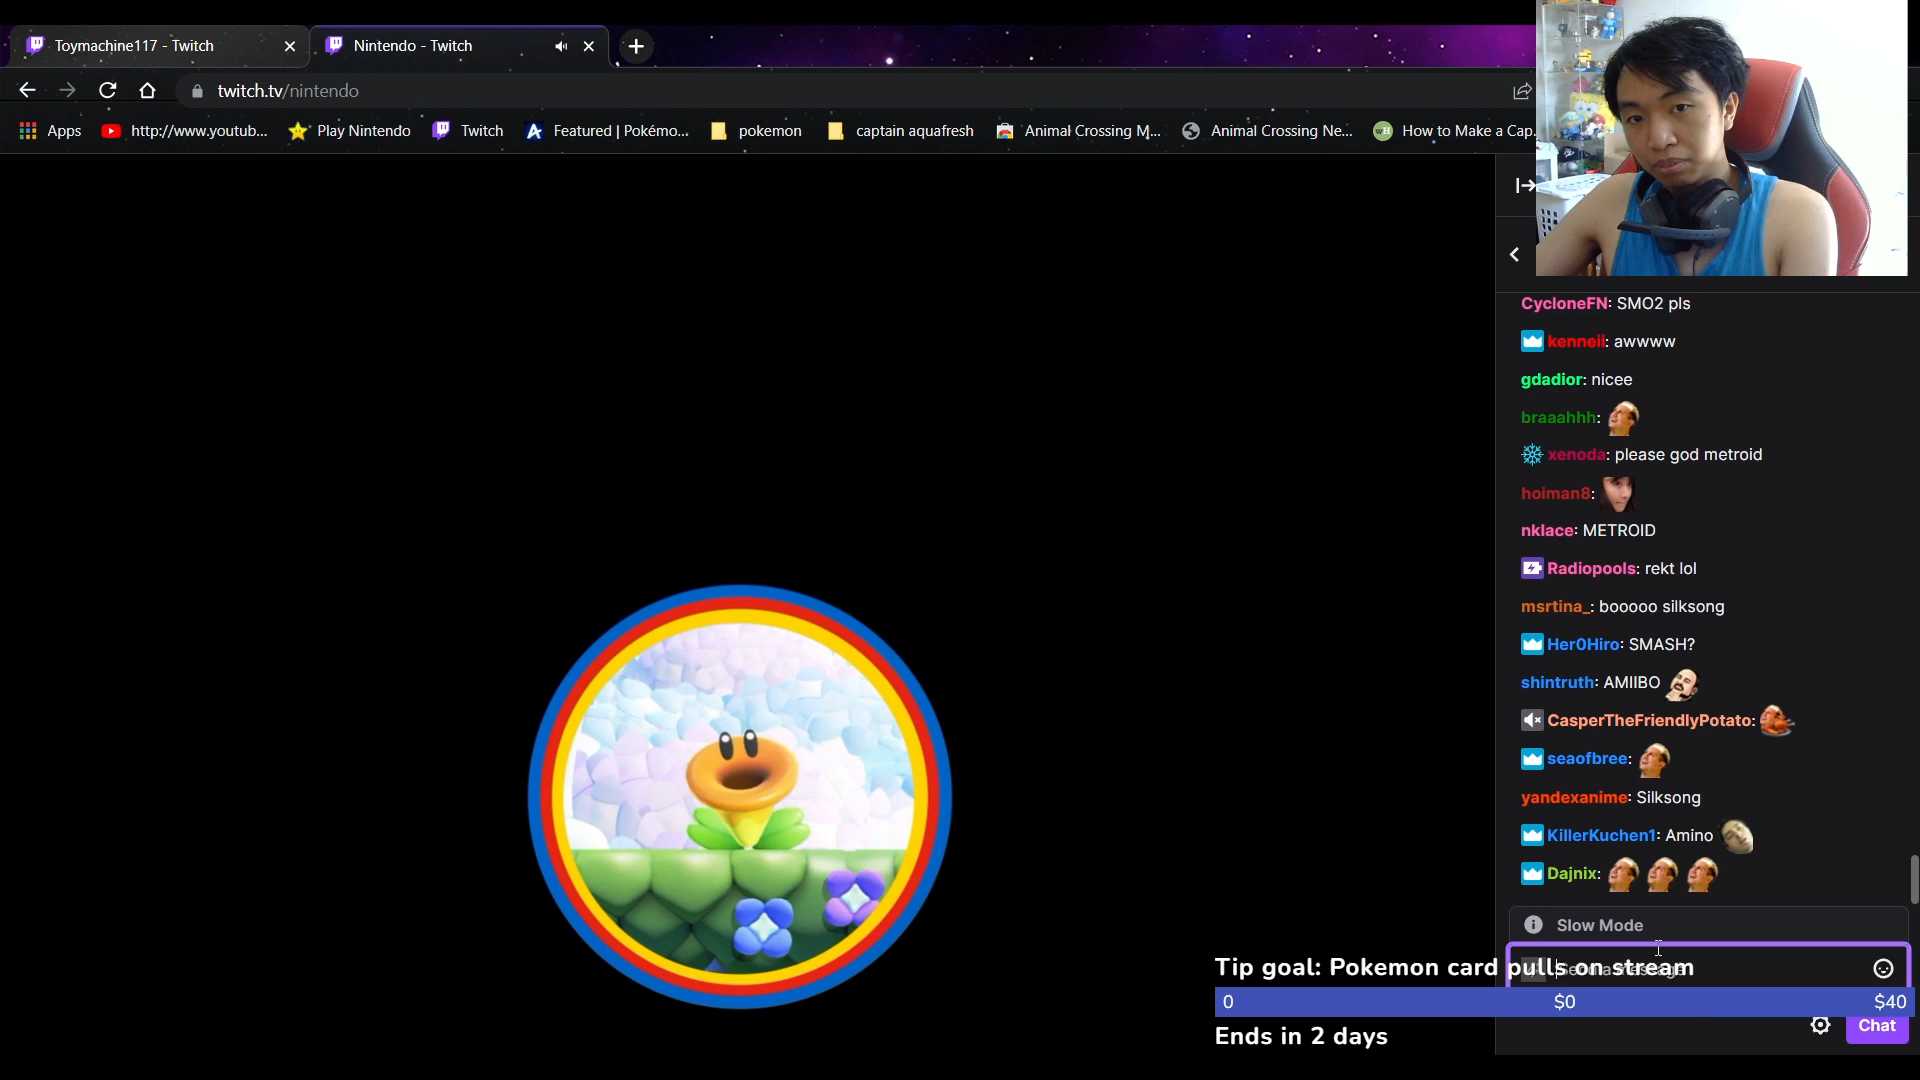 Toymachine117 - Twitch
Nintendo - Twitch
twitch.tv/nintendo
Apps
http://www.youtub...
Play Nintendo
Twitch
Featured | Pokémo...
pokemon
captain aquafresh
Animal Crossing M...
Animal Crossing Ne...
How to Make a Cap...
CycloneFN: SMO2 pls
kenneii: awwww
gdadior: nicee
braaahhh:
xenoda: please god metroid
hoiman8:
nklace: METROID
Radiopools: rekt lol
msrtina_: booooo silksong
Her0Hiro: SMASH?
shintruth: AMIIBO
CasperTheFriendlyPotato:
seaofbree:
yandexanime: Silksong
KillerKuchen1: Amino
Dajnix:
Slow Mode
Tip goal: Pokemon card pulls on stream
0 $0 $40
Ends in 2 days
Chat